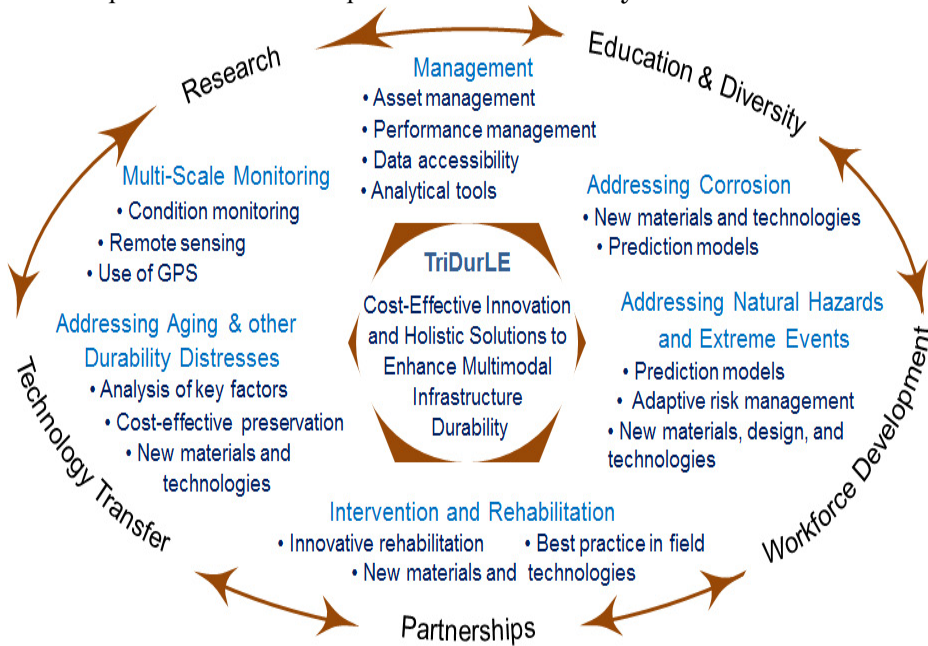 Research
Education & Diversity
Management
• Asset management
• Performance management
• Data accessibility
• Analytical tools
Multi-Scale Monitoring
• Condition monitoring
• Remote sensing
• Use of GPS
Addressing Corrosion
• New materials and technologies
• Prediction models
TriDurLE
Cost-Effective Innovation
and Holistic Solutions to
Enhance Multimodal
Infrastructure
Durability
Addressing Aging & other
Durability Distresses
• Analysis of key factors
• Cost-effective preservation
• New materials and
technologies
Addressing Natural Hazards
and Extreme Events
• Prediction models
• Adaptive risk management
• New materials, design, and
technologies
Intervention and Rehabilitation
• Innovative rehabilitation • Best practice in field
• New materials and technologies
Technology Transfer
Workforce Development
Partnerships